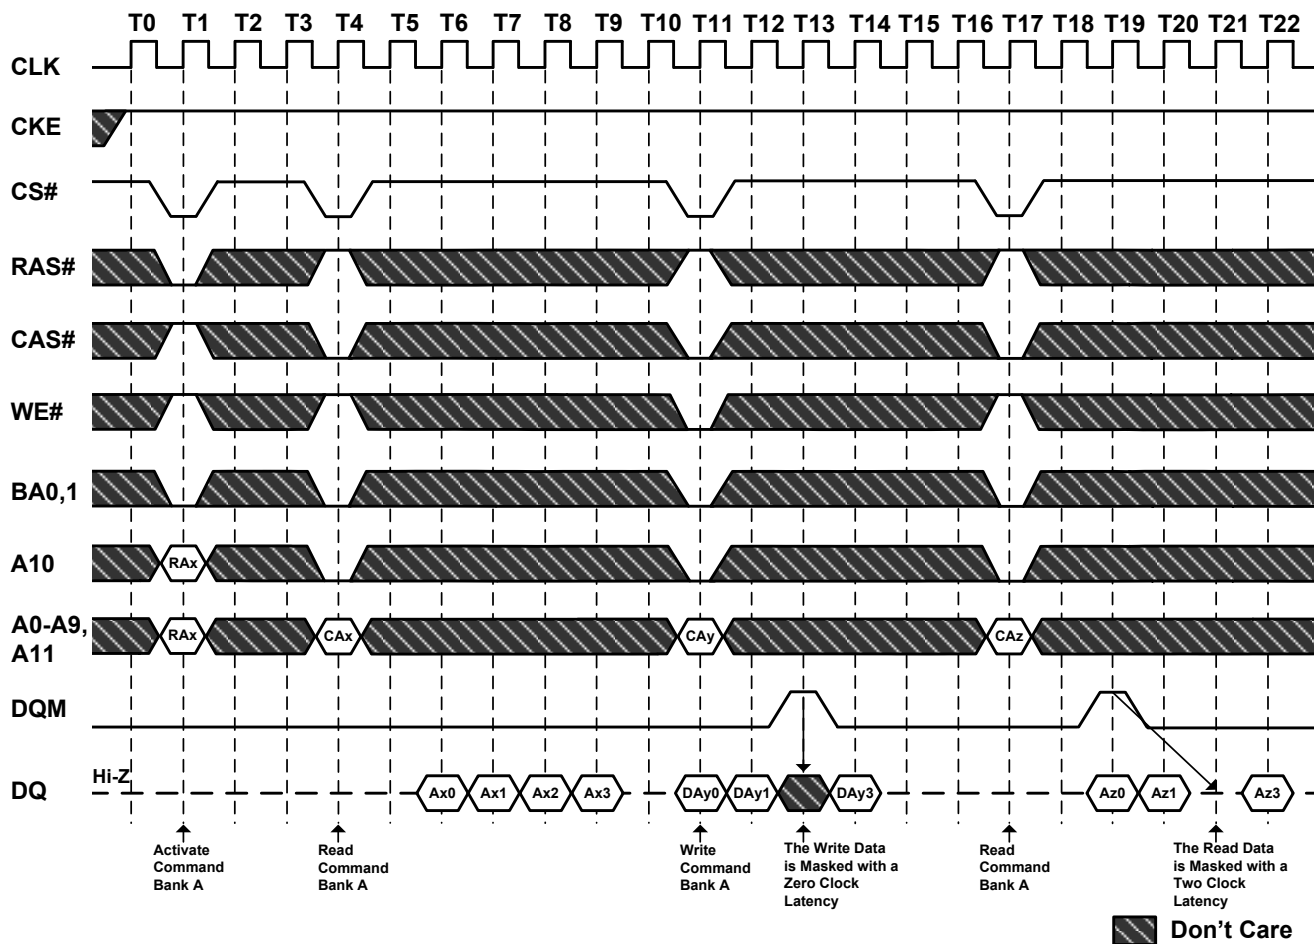 T0 T1 T2 T3 T4 T5 T6 T7 T8 T9 T10 T11 T12 T13 T14 T15 T16 T17 T18 T19 T20 T21 T22
CLK
CKE
CS#
RAS#
CAS#
WE#
BA0,1
A10
RAx
A0-A9,
A11
RAx CAx CAy CAz
DQM
Hi-Z
DQ
Ax0 Ax1 Ax2 Ax3 DAy0 DAy1 DAy3 Az0 Az1 Az3
Activate
Command
Bank A
Read
Command
Bank A
Write
Command
Bank A
The Write Data
is Masked with a
Zero Clock
Latency
Read
Command
Bank A
The Read Data
is Masked with a
Two Clock
Latency
Don't Care